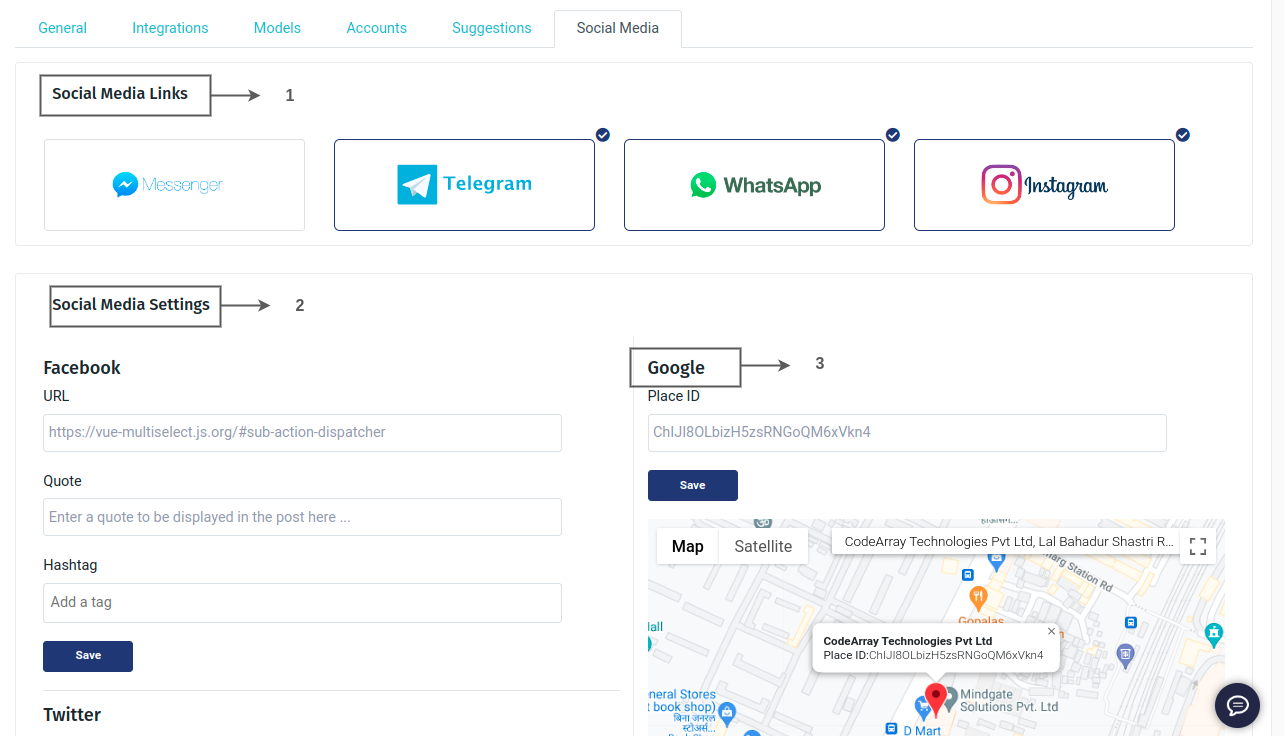 General Integrations Models Accounts Suggestions Social Media
Social Media Links 1
Messenger Telegram WhatsApp Instagram
Social Media Settings 2
Facebook
URL
https://vue-multiselect.js.org/#sub-action-dispatcher
Quote
Enter a quote to be displayed in the post here ...
Hashtag
Add a tag
Save
Twitter
Google 3
Place ID
ChIJI8OLbizH5zsRNGoQM6xVkn4
Save
Map Satellite
CodeArray Technologies Pvt Ltd, Lal Bahadur Shastri R...
marg Station Rd
Gopalas
CodeArray Technologies Pvt Ltd
Place ID:ChIJI8OLbizH5zsRNGoQM6xVkn4
Mindgate
Solutions Pvt. Ltd
neral Stores
t book shop)
बिना जनरल
स्टोअर्स...
D Mart